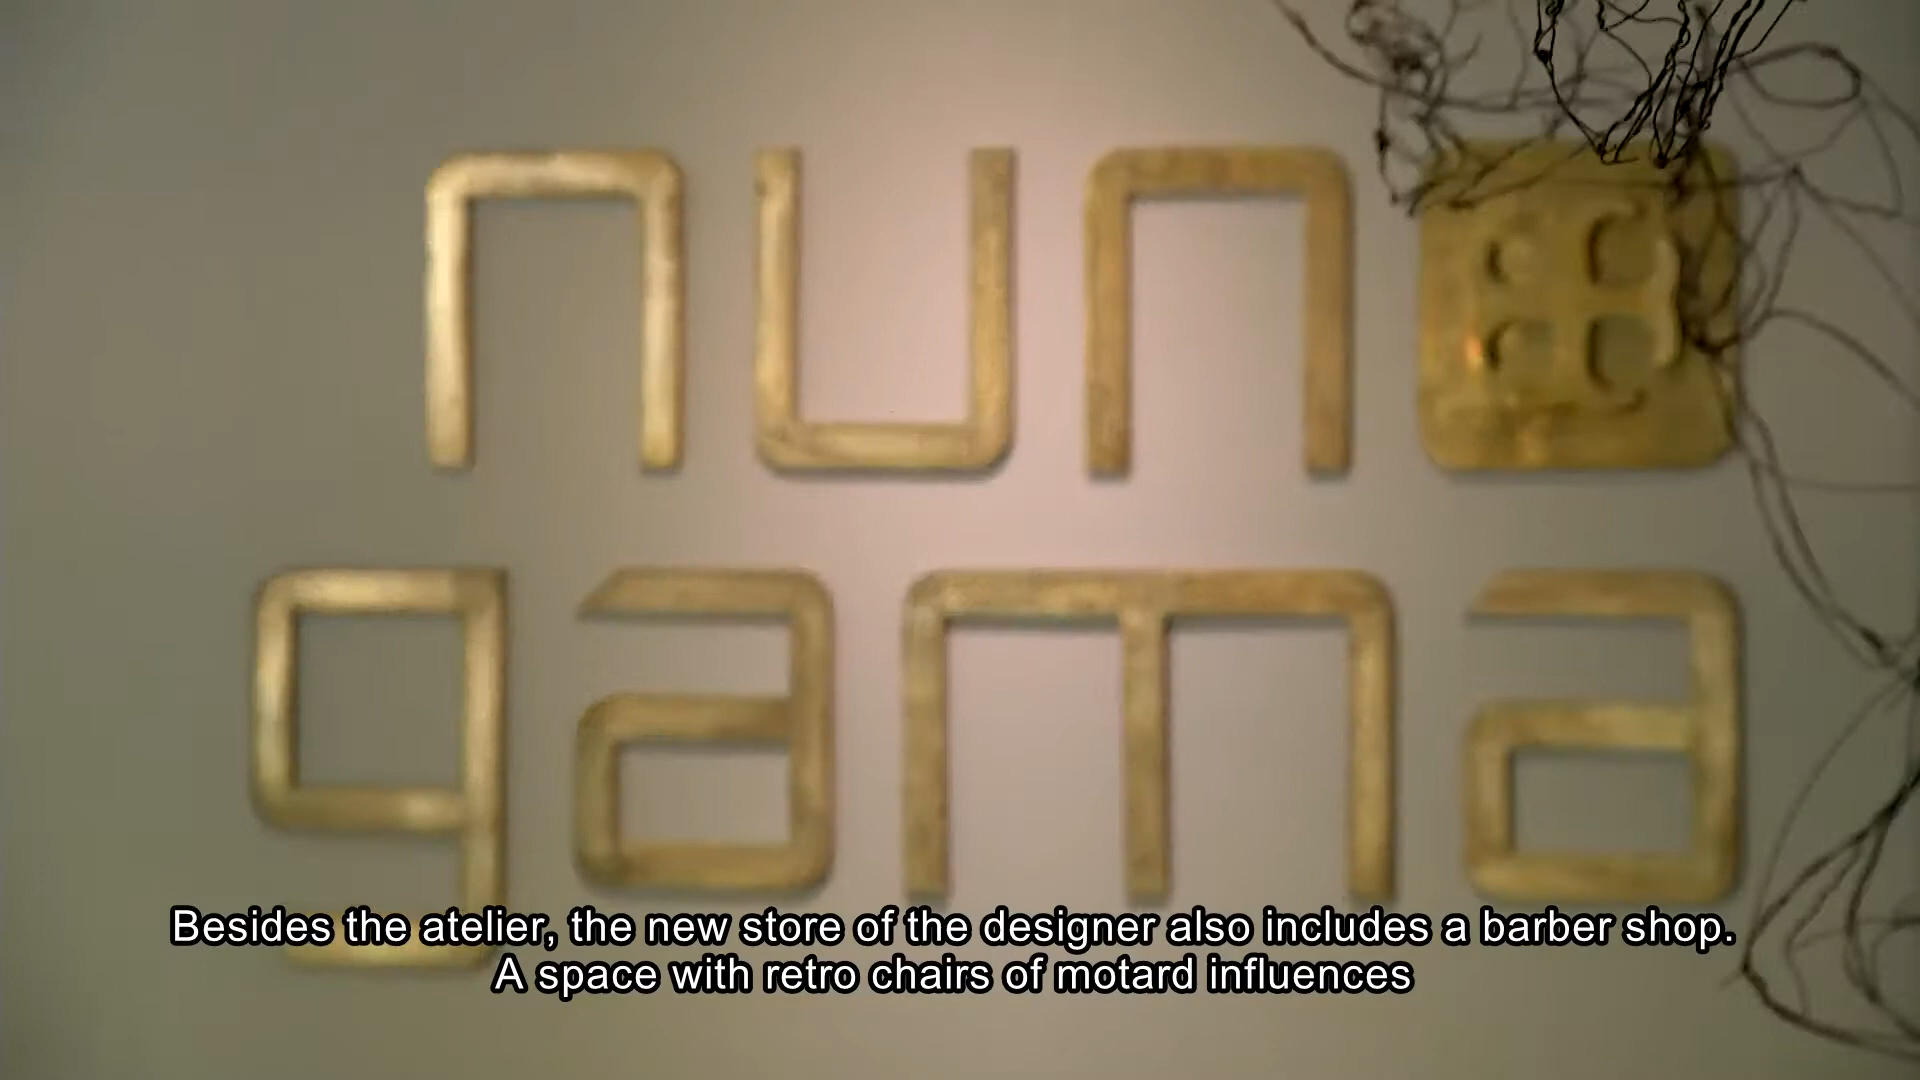 nuno
gama
Besides the atelier, the new store of the designer also includes a barber shop.
A space with retro chairs of motard influences